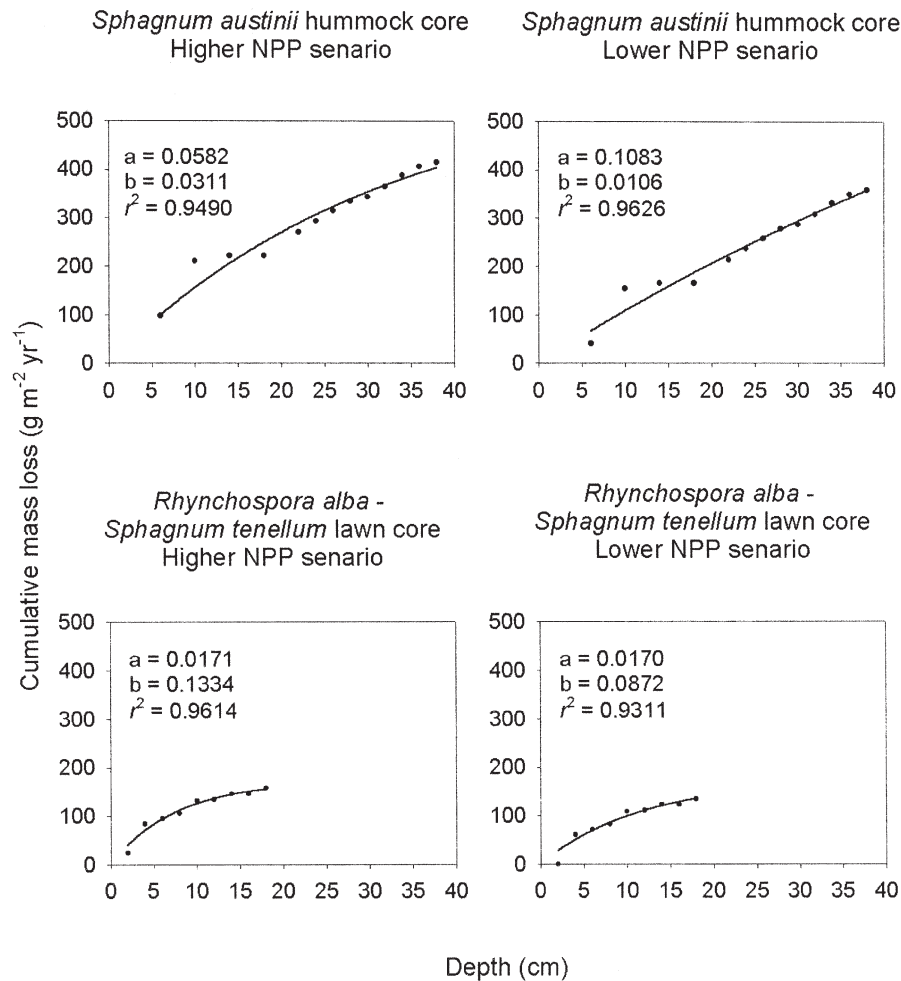 Sphagnum austinii hummock core
Higher NPP senario
Sphagnum austinii hummock core
Lower NPP senario
500
400
300
200
100
0
a = 0.0582
b = 0.0311
r² = 0.9490
0 5 10 15 20 25 30 35 40
500
400
300
200
100
0
a = 0.1083
b = 0.0106
r² = 0.9626
0 5 10 15 20 25 30 35 40
Cumulative mass loss (g m⁻² yr⁻¹)
Rhynchospora alba -
Sphagnum tenellum lawn core
Higher NPP senario
Rhynchospora alba -
Sphagnum tenellum lawn core
Lower NPP senario
500
400
300
200
100
0
a = 0.0171
b = 0.1334
r² = 0.9614
0 5 10 15 20 25 30 35 40
500
400
300
200
100
0
a = 0.0170
b = 0.0872
r² = 0.9311
0 5 10 15 20 25 30 35 40
Depth (cm)